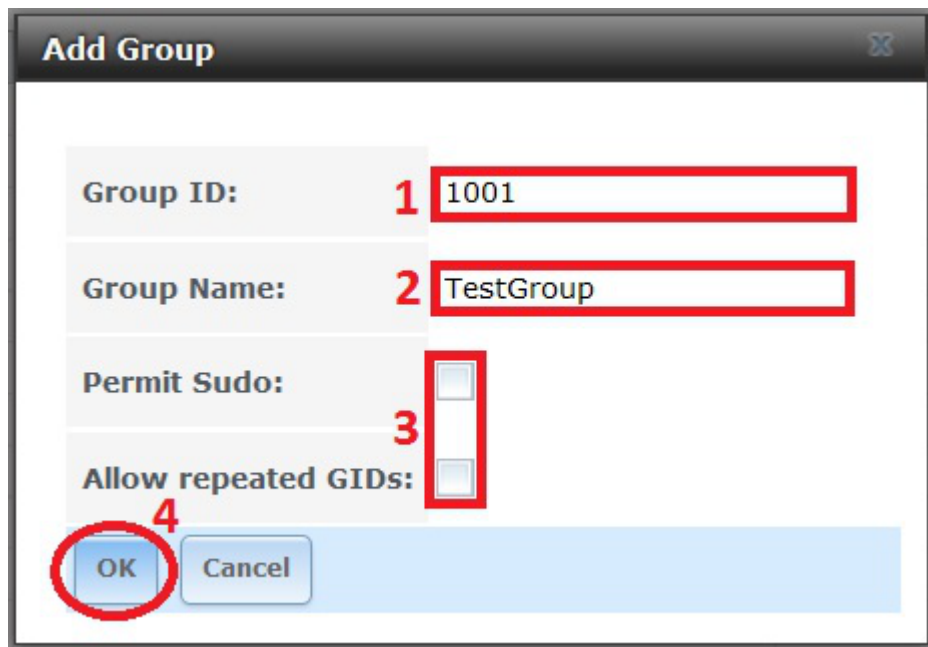 Add Group
Group ID: 1 1001
Group Name: 2 TestGroup
Permit Sudo:
3
Allow repeated GIDs:
4
OK Cancel